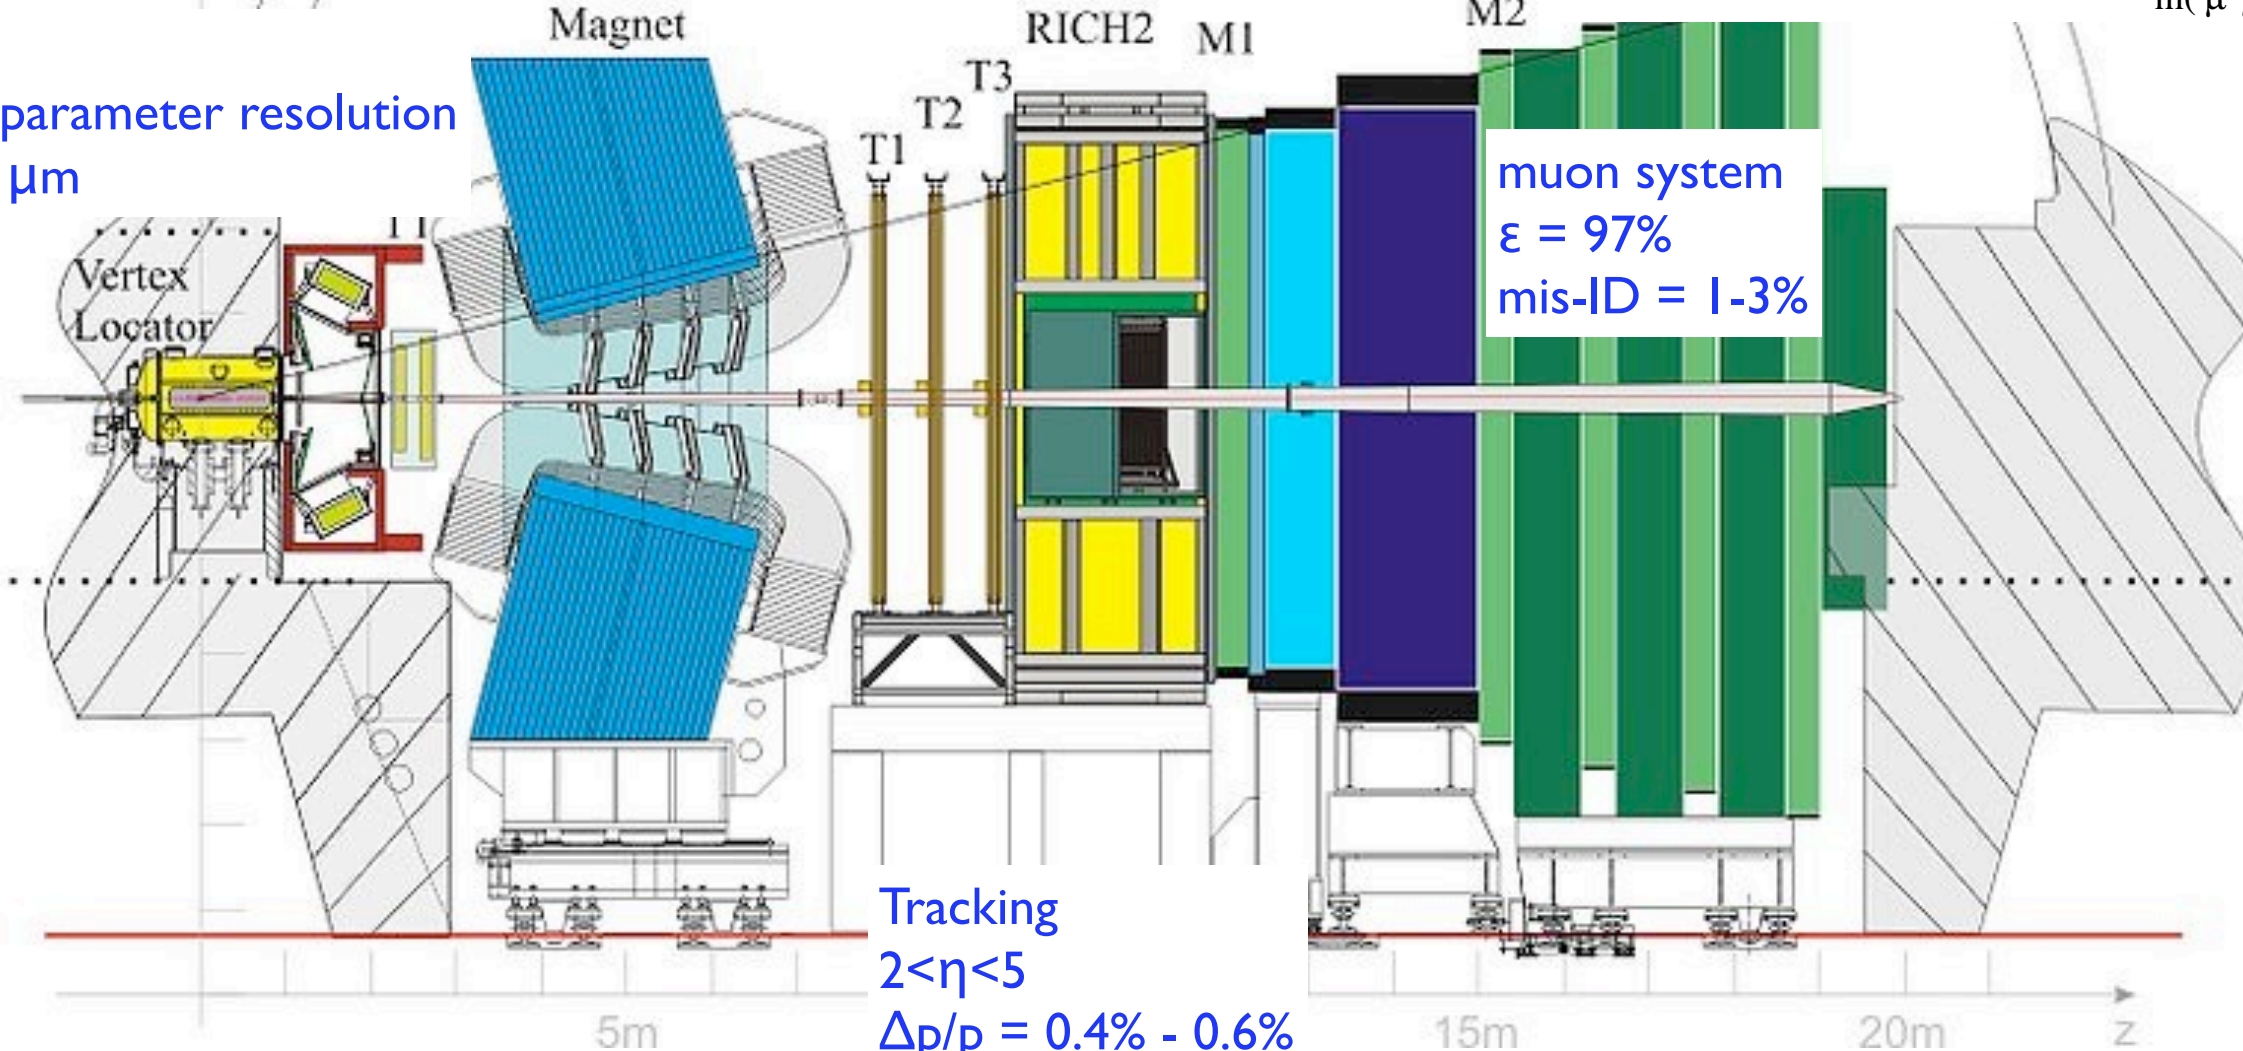 Magnet
RICH2
M1
M2
parameter resolution
μm
T1
T2
T3
muon system
ε = 97%
mis-ID = 1-3%
Vertex
Locator
Tracking
2<η<5
Δp/p = 0.4% - 0.6%
5m
15m
20m
z